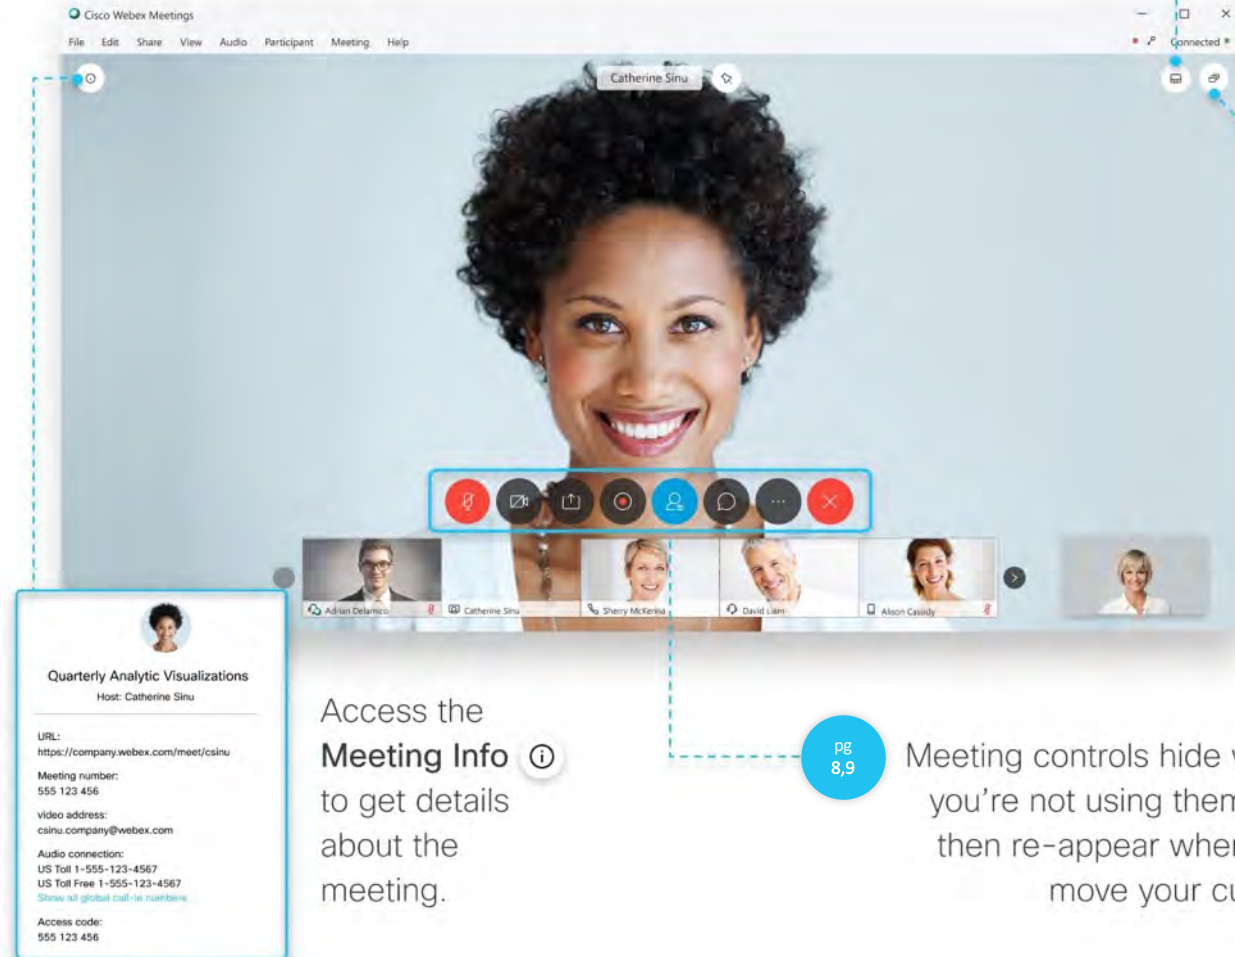 Cisco Webex Meetings
File Edit Share View Audio Participant Meeting Help
Connected
Catherine Sinu
Adrian Delamico
Catherine Sinu
Sherry McKenna
David Liam
Alison Cassidy
Quarterly Analytic Visualizations
Host: Catherine Sinu
URL:
https://company.webex.com/meet/csinu
Meeting number:
555 123 456
video address:
csinu.company@webex.com
Audio connection:
US Toll 1-555-123-4567
US Toll Free 1-555-123-4567
Show all global call-in numbers
Access code:
555 123 456
Access the
Meeting Info
to get details
about the
meeting.
pg
8,9
Meeting controls hide
you're not using them
then re-appear when
move your